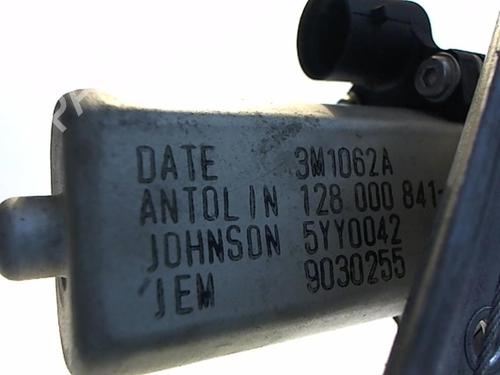 DATE 3M1062A
ANTOLIN 128 000 841-
JOHNSON 5YY0042
'JEM 9030255